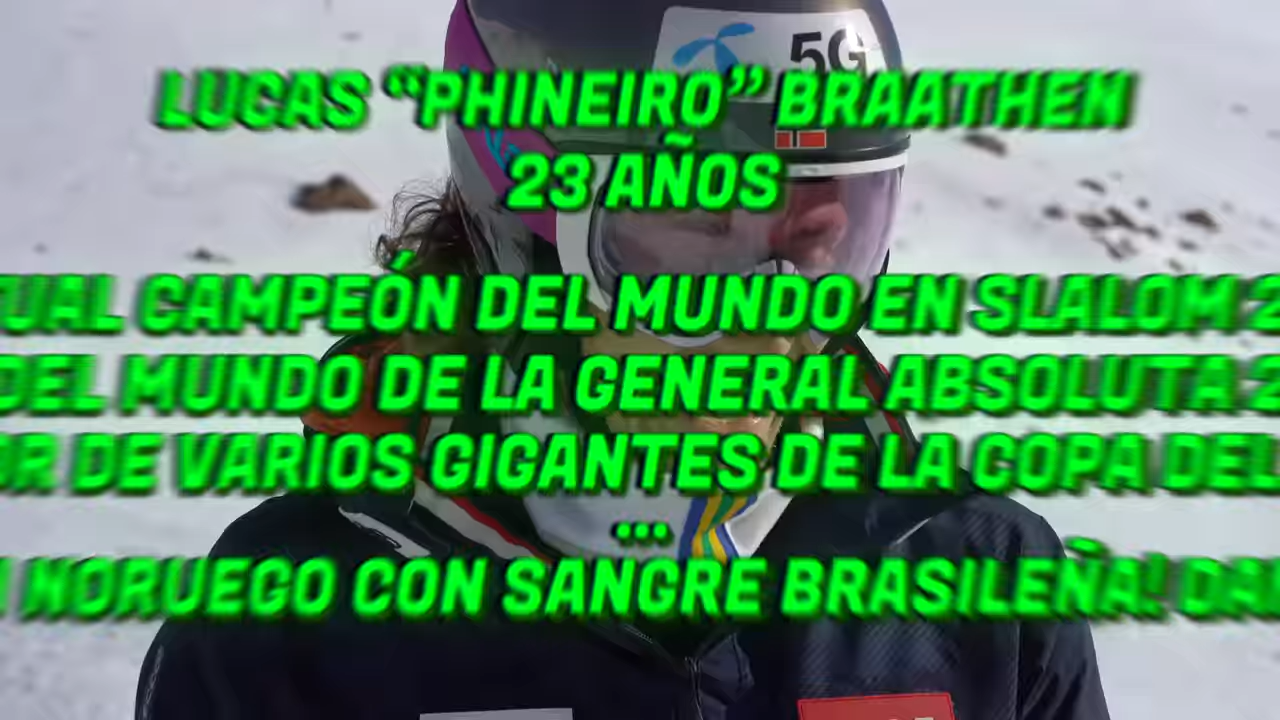 5G
LUCAS “PHINEIRO” BRAATHEN
23 AÑOS
CAMPEÓN DEL MUNDO EN SLALOM
DEL MUNDO DE LA GENERAL ABSOLUTA
DE VARIOS GIGANTES DE LA COPA DEL
...
NORUEGO CON SANGRE BRASILEÑA!